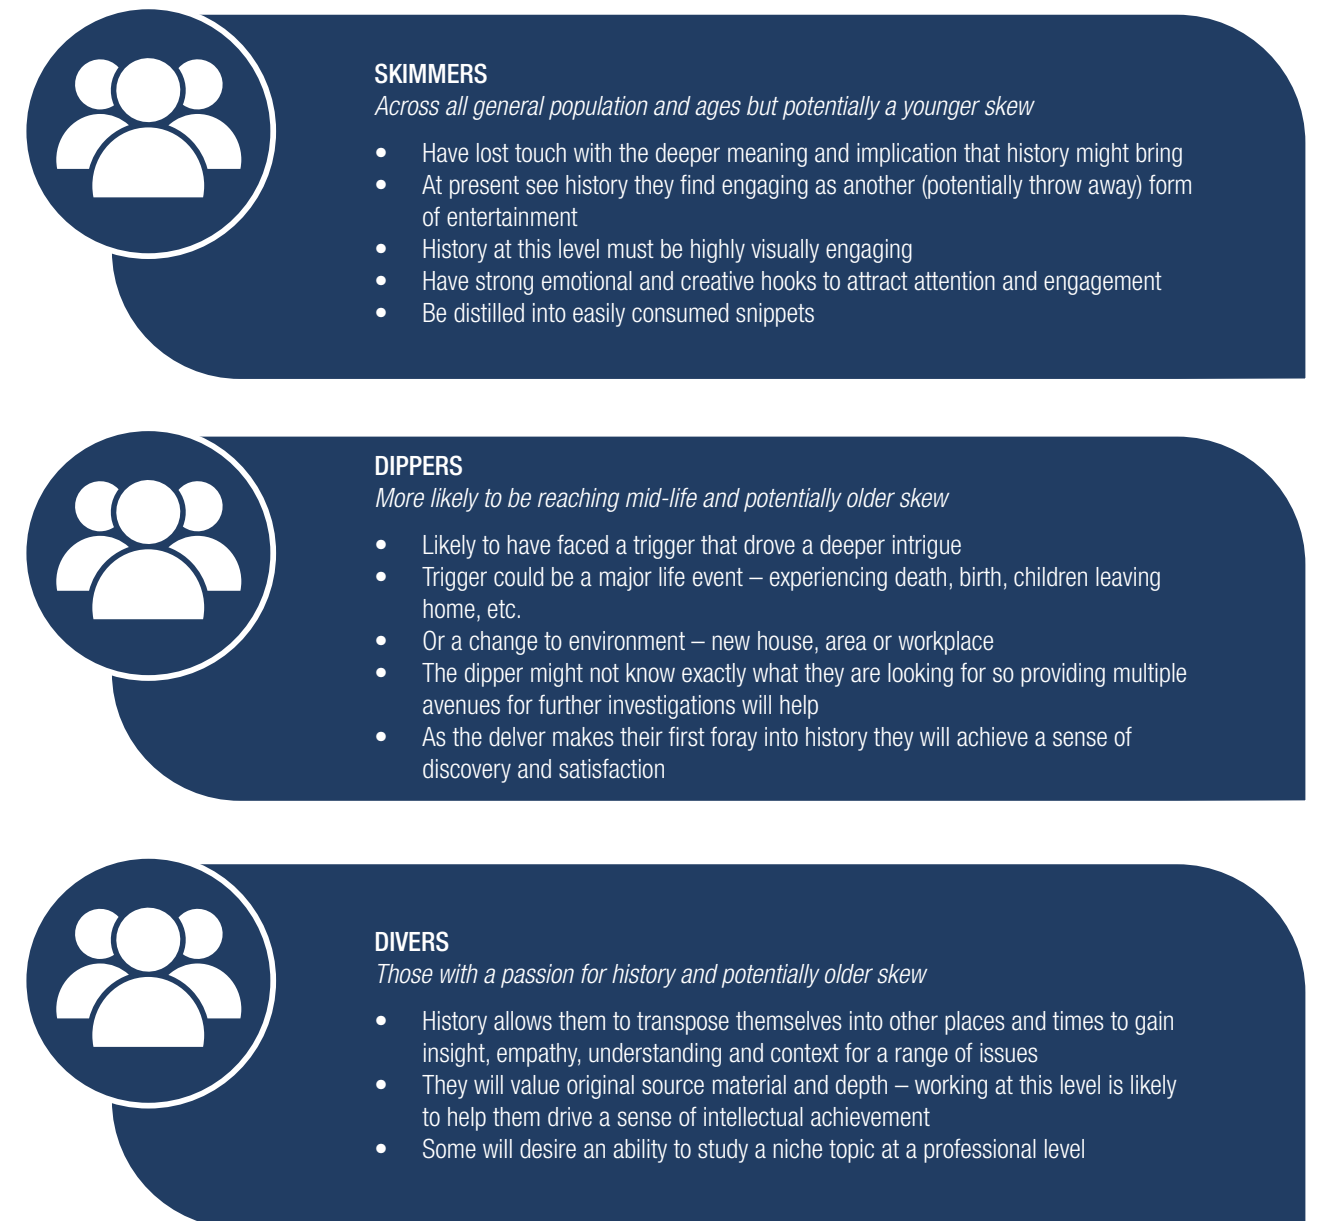 SKIMMERS
Across all general population and ages but potentially a younger skew
• Have lost touch with the deeper meaning and implication that history might bring
• At present see history they find engaging as another (potentially throw away) form
of entertainment
• History at this level must be highly visually engaging
• Have strong emotional and creative hooks to attract attention and engagement
• Be distilled into easily consumed snippets
DIPPERS
More likely to be reaching mid-life and potentially older skew
• Likely to have faced a trigger that drove a deeper intrigue
• Trigger could be a major life event – experiencing death, birth, children leaving
home, etc.
• Or a change to environment – new house, area or workplace
• The dipper might not know exactly what they are looking for so providing multiple
avenues for further investigations will help
• As the delver makes their first foray into history they will achieve a sense of
discovery and satisfaction
DIVERS
Those with a passion for history and potentially older skew
• History allows them to transpose themselves into other places and times to gain
insight, empathy, understanding and context for a range of issues
• They will value original source material and depth – working at this level is likely
to help them drive a sense of intellectual achievement
• Some will desire an ability to study a niche topic at a professional level